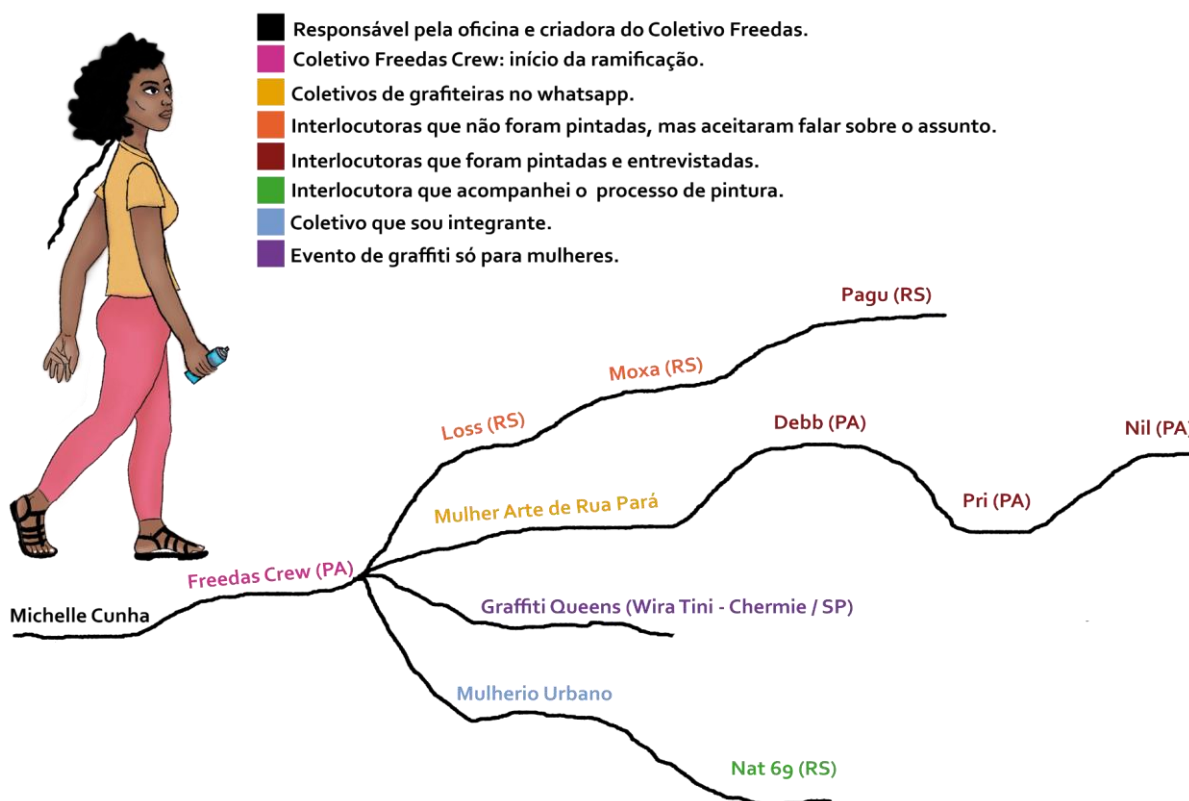 Responsável pela oficina e criadora do Coletivo Freedas.
Coletivo Freedas Crew: início da ramificação.
Coletivos de grafiteiras no whatsapp.
Interlocutoras que não foram pintadas, mas aceitaram falar sobre o assunto.
Interlocutoras que foram pintadas e entrevistadas.
Interlocutora que acompanhei o processo de pintura.
Coletivo que sou integrante.
Evento de graffiti só para mulheres.
Pagu (RS)
Moxa (RS)
Loss (RS)
Debb (PA)
Nil (PA)
Mulher Arte de Rua Pará
Pri (PA)
Freedas Crew (PA)
Michelle Cunha
Graffiti Queens (Wira Tini - Chermie / SP)
Mulherio Urbano
Nat 69 (RS)